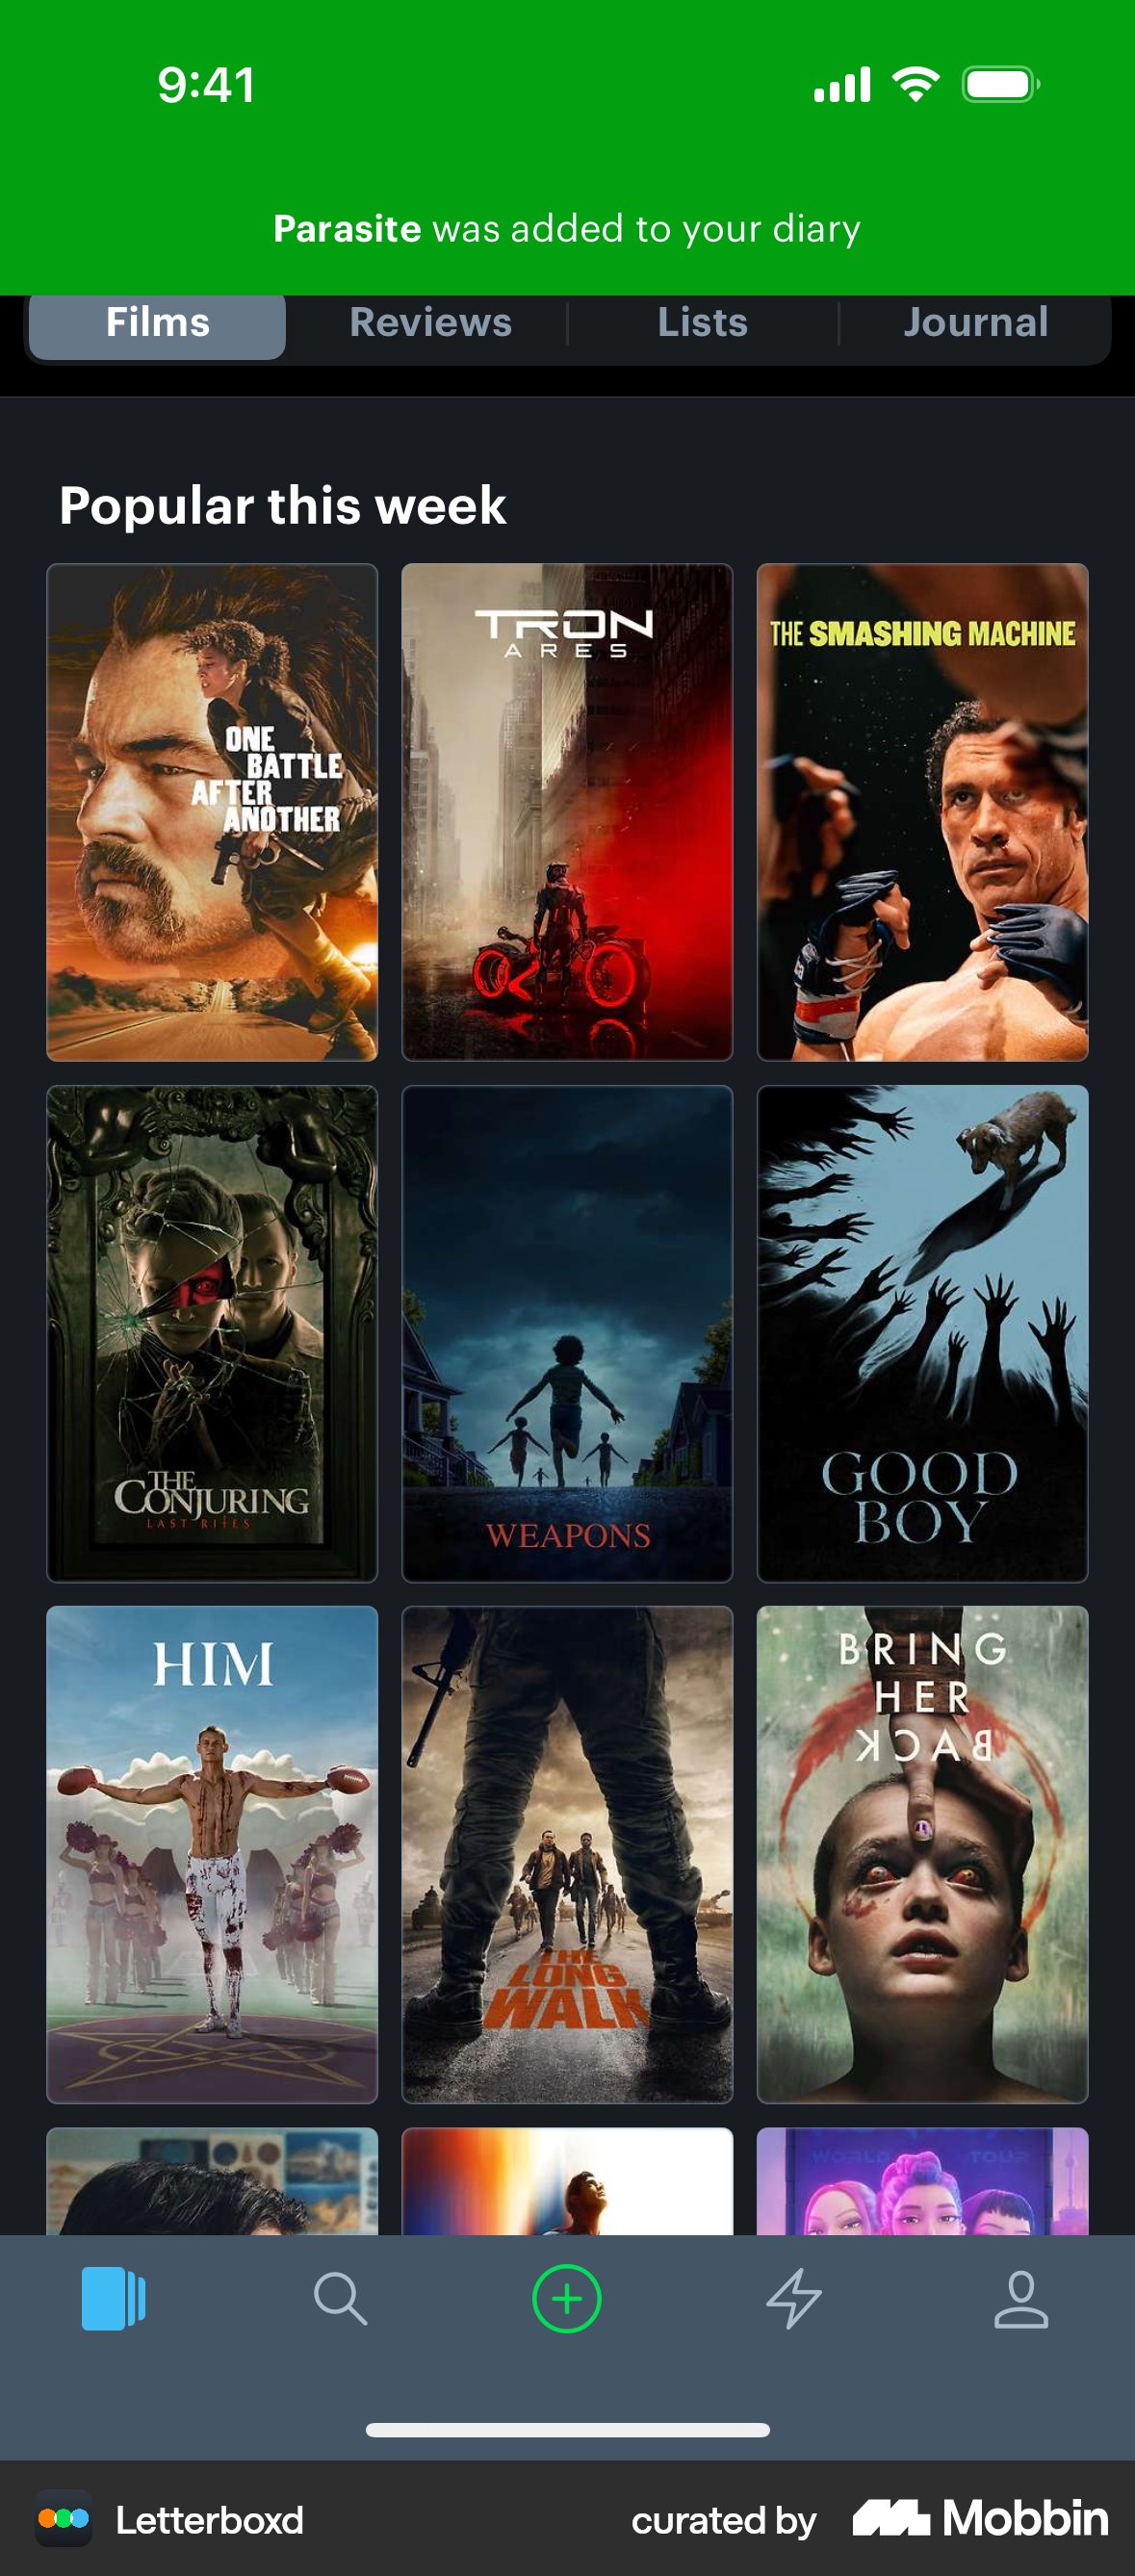 9:41
Parasite was added to your diary
Films Reviews Lists Journal
Popular this week
ONE
BATTLE
AFTER
ANOTHER
TRON
ARES
THE SMASHING MACHINE
THE
CONJURING
LAST RITES
WEAPONS
GOOD
BOY
HIM
THE
LONG
WALK
BRING
HER
BACK
WORLD TOUR
Letterboxd
curated by Mobbin